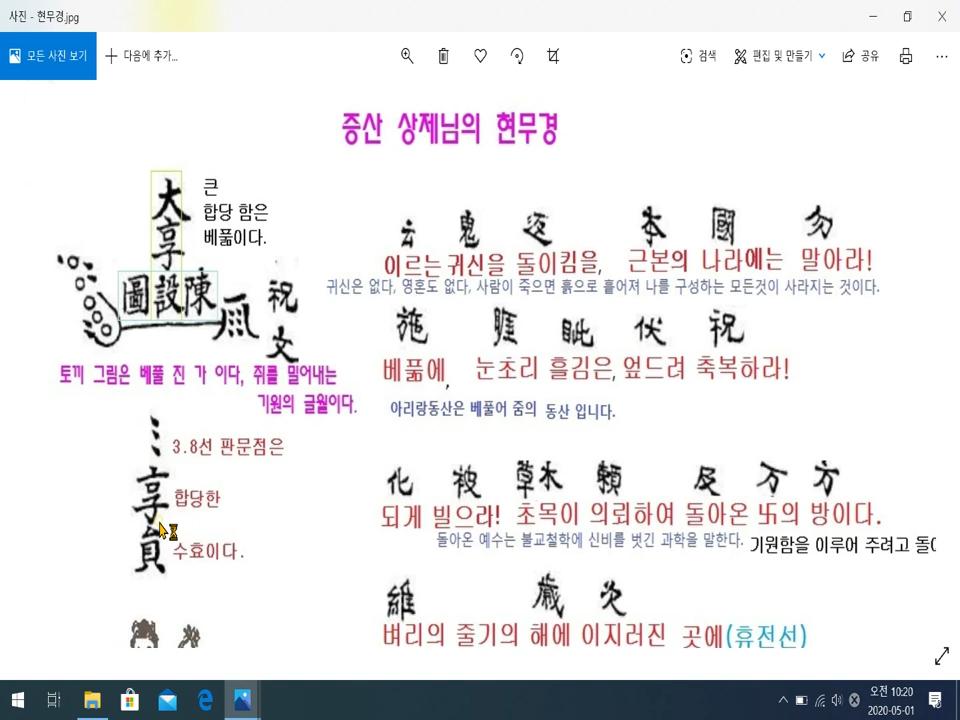 사진 - 현무경.jpg
모든 사진 보기
다음에 추가...
검색
편집 및 만들기
공유
증산 상제님의 현무경
大享
큰
합당 함은
베풂이다.
圖設陳
祝文
토끼 그림은 베풀 진 가 이다, 쥐를 밀어내는
기원의 글월이다.
享員
3.8선 판문점은
합당한
수효이다.
云 鬼 返 本 國 勿
이르는 귀신을 돌이킴을, 근본의 나라에는 말아라!
귀신은 없다, 영혼도 없다, 사람이 죽으면 흙으로 흩어져 나를 구성하는 모든것이 사라지는 것이다.
施 眦 伏 祝
베풂에, 눈초리 흘김은, 엎드려 축복하라!
아리랑동산은 베풀어 줌의 동산 입니다.
化 被 草木 賴 及 万 方
되게 빌으라! 초목이 의뢰하여 돌아온 卐의 방이다.
돌아온 예수는 불교철학에 신비를 벗긴 과학을 말한다. 기원함을 이루어 주려고 돌
維 歲 次
벼리의 줄기의 해에 이지러진 곳에(휴전선)
오전 10:20
2020-05-01